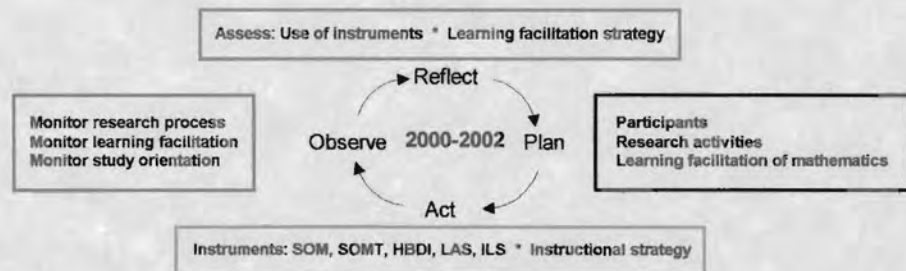 Assess: Use of instruments * Learning facilitation strategy
Reflect
Monitor research process
Monitor learning facilitation
Monitor study orientation
Observe 2000-2002 Plan
Participants
Research activities
Learning facilitation of mathematics
Act
Instruments: SOM, SOMT, HBDI, LAS, ILS * Instructional strategy